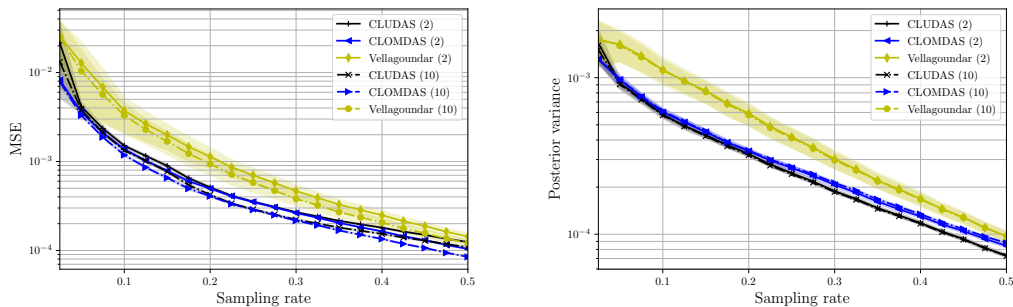 CLUDAS (2)
CLOMDAS (2)
Vellagoundar (2)
CLUDAS (10)
CLOMDAS (10)
Vellagoundar (10)
10⁻²
10⁻³
10⁻⁴
MSE
0.1 0.2 0.3 0.4 0.5
Sampling rate
CLUDAS (2)
CLOMDAS (2)
Vellagoundar (2)
CLUDAS (10)
CLOMDAS (10)
Vellagoundar (10)
10⁻³
10⁻⁴
Posterior variance
0.1 0.2 0.3 0.4 0.5
Sampling rate